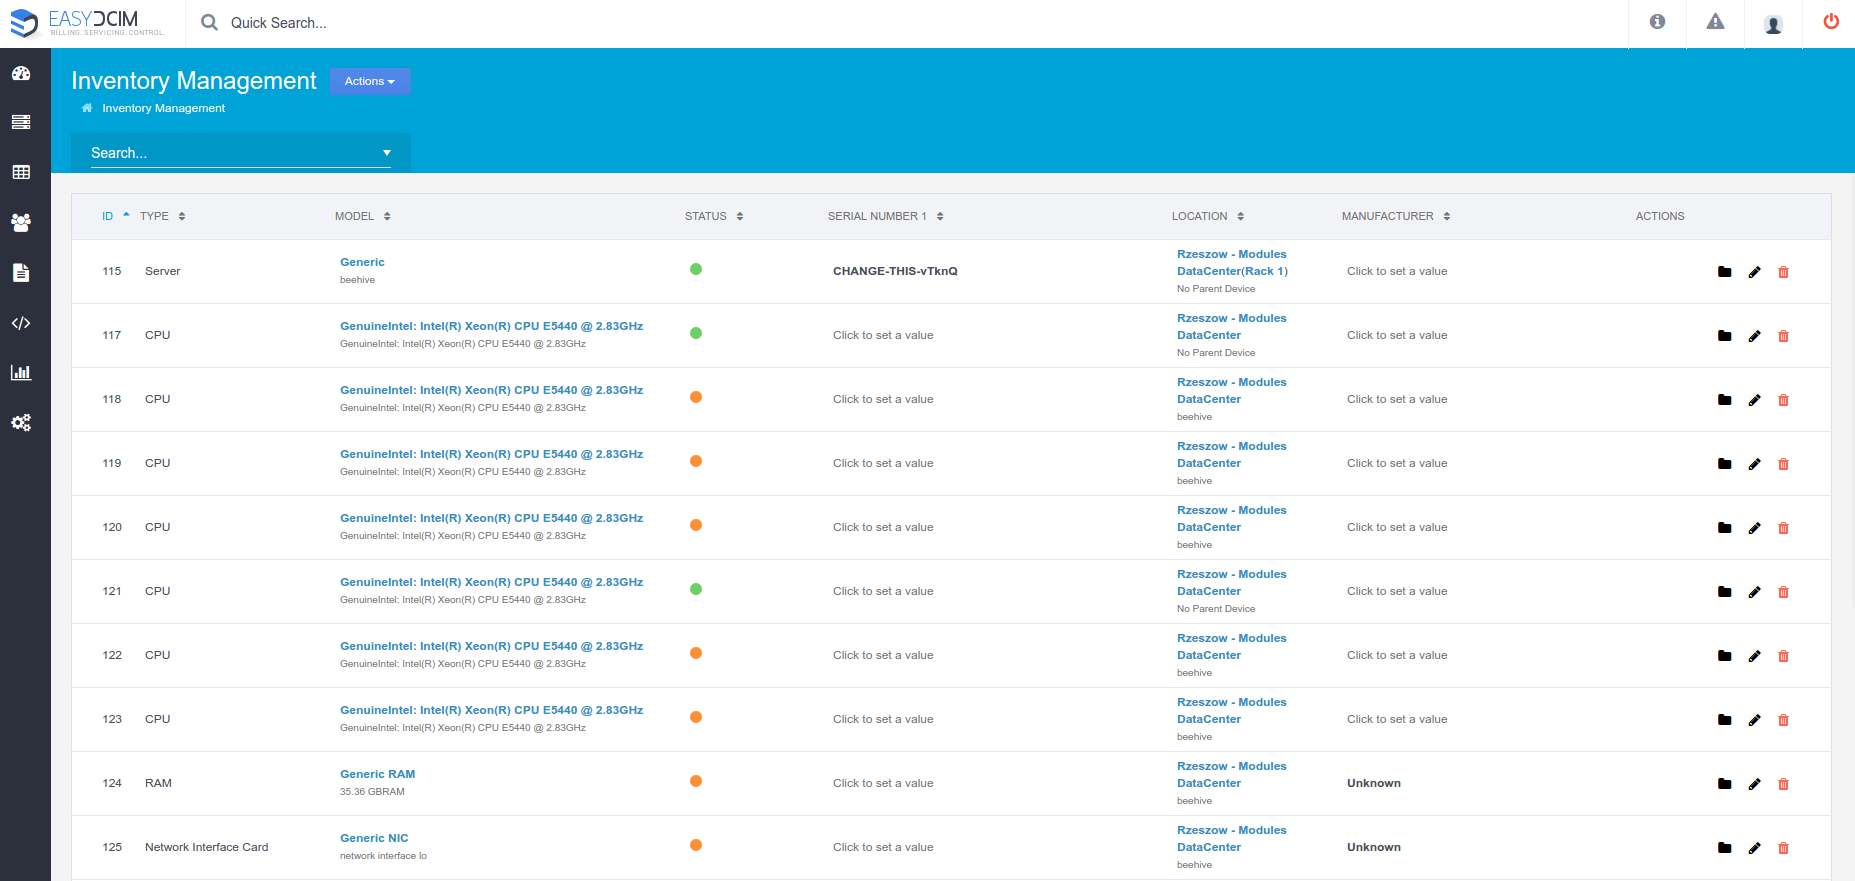 EASYDCIM
BILLING. SERVICING. CONTROL.
Quick Search...
Inventory Management
Actions
Inventory Management
Search...
ID TYPE MODEL STATUS SERIAL NUMBER 1 LOCATION MANUFACTURER ACTIONS
115 Server Generic CHANGE-THIS-vTknQ Rzeszow - Modules Click to set a value
beehive DataCenter(Rack 1)
No Parent Device
117 CPU GenuineIntel: Intel(R) Xeon(R) CPU E5440 @ 2.83GHz Click to set a value Rzeszow - Modules Click to set a value
GenuineIntel: Intel(R) Xeon(R) CPU E5440 @ 2.83GHz DataCenter
No Parent Device
118 CPU GenuineIntel: Intel(R) Xeon(R) CPU E5440 @ 2.83GHz Click to set a value Rzeszow - Modules Click to set a value
GenuineIntel: Intel(R) Xeon(R) CPU E5440 @ 2.83GHz DataCenter
beehive
119 CPU GenuineIntel: Intel(R) Xeon(R) CPU E5440 @ 2.83GHz Click to set a value Rzeszow - Modules Click to set a value
GenuineIntel: Intel(R) Xeon(R) CPU E5440 @ 2.83GHz DataCenter
beehive
120 CPU GenuineIntel: Intel(R) Xeon(R) CPU E5440 @ 2.83GHz Click to set a value Rzeszow - Modules Click to set a value
GenuineIntel: Intel(R) Xeon(R) CPU E5440 @ 2.83GHz DataCenter
beehive
121 CPU GenuineIntel: Intel(R) Xeon(R) CPU E5440 @ 2.83GHz Click to set a value Rzeszow - Modules Click to set a value
GenuineIntel: Intel(R) Xeon(R) CPU E5440 @ 2.83GHz DataCenter
No Parent Device
122 CPU GenuineIntel: Intel(R) Xeon(R) CPU E5440 @ 2.83GHz Click to set a value Rzeszow - Modules Click to set a value
GenuineIntel: Intel(R) Xeon(R) CPU E5440 @ 2.83GHz DataCenter
beehive
123 CPU GenuineIntel: Intel(R) Xeon(R) CPU E5440 @ 2.83GHz Click to set a value Rzeszow - Modules Click to set a value
GenuineIntel: Intel(R) Xeon(R) CPU E5440 @ 2.83GHz DataCenter
beehive
124 RAM Generic RAM Click to set a value Rzeszow - Modules Unknown
35.36 GBRAM DataCenter
beehive
125 Network Interface Card Generic NIC Click to set a value Rzeszow - Modules Unknown
network interface lo DataCenter
beehive